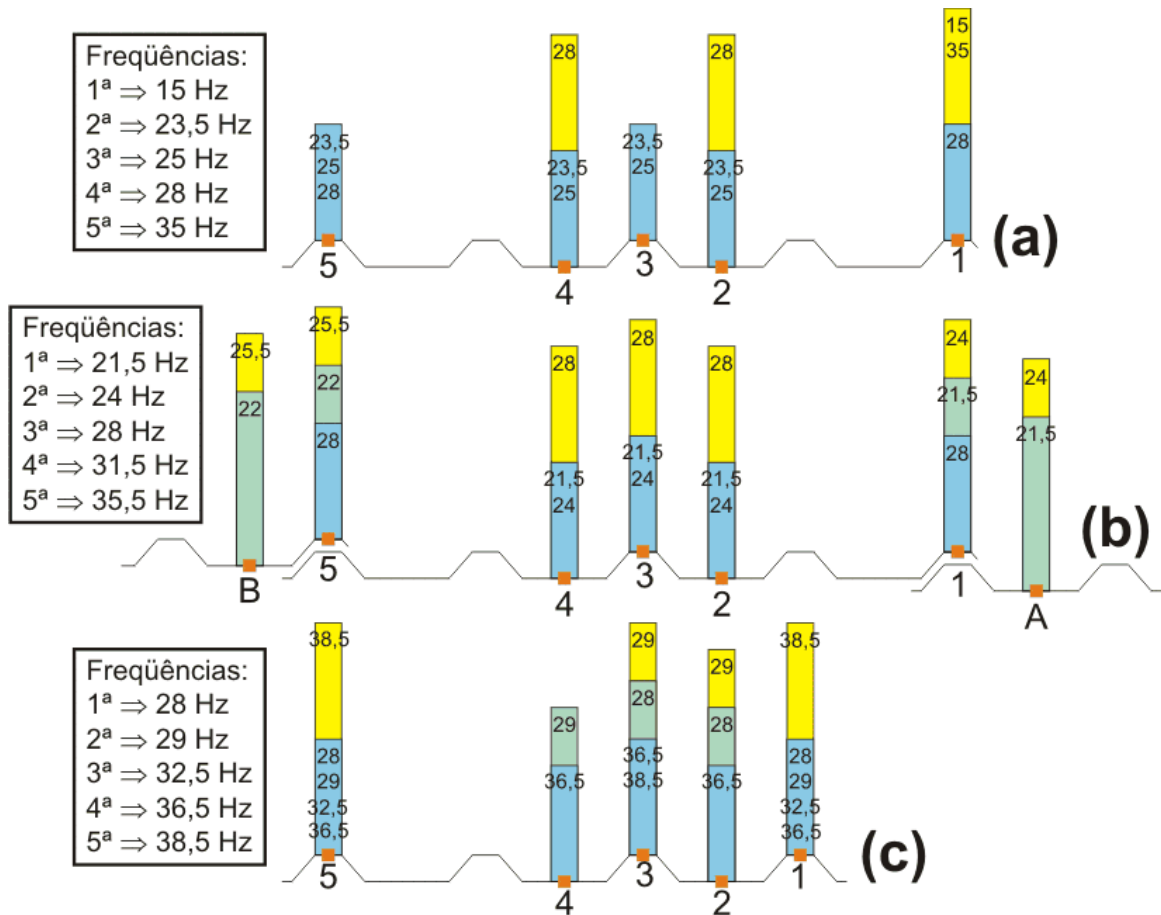 Freqüências:
1ª ⇒ 15 Hz
2ª ⇒ 23,5 Hz
3ª ⇒ 25 Hz
4ª ⇒ 28 Hz
5ª ⇒ 35 Hz
23,5
25
28
5
28
23,5
25
4
23,5
25
3
28
23,5
25
2
15
35
28
1
(a)
Freqüências:
1ª ⇒ 21,5 Hz
2ª ⇒ 24 Hz
3ª ⇒ 28 Hz
4ª ⇒ 31,5 Hz
5ª ⇒ 35,5 Hz
25,5
22
B
25,5
22
28
5
28
21,5
24
4
28
21,5
24
3
28
21,5
24
2
24
21,5
28
1
24
21,5
A
(b)
Freqüências:
1ª ⇒ 28 Hz
2ª ⇒ 29 Hz
3ª ⇒ 32,5 Hz
4ª ⇒ 36,5 Hz
5ª ⇒ 38,5 Hz
38,5
28
29
32,5
36,5
5
29
36,5
4
29
28
36,5
38,5
3
29
28
36,5
2
38,5
28
29
32,5
36,5
1
(c)